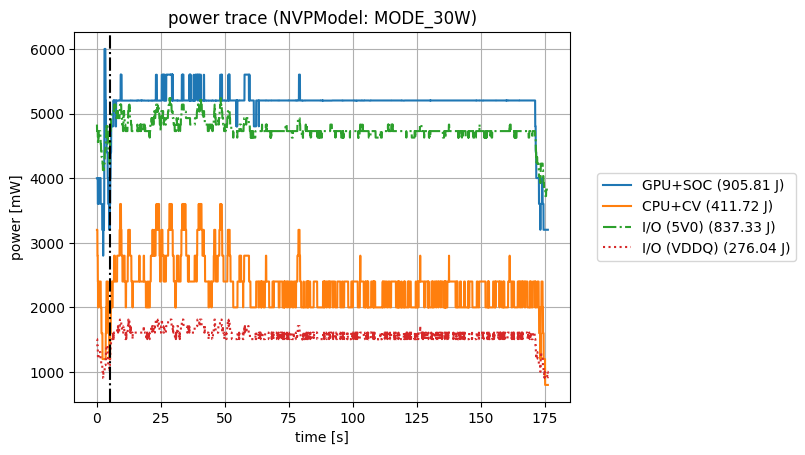 power trace (NVPModel: MODE_30W)
power [mW]
6000
5000
4000
3000
2000
1000
0
25
50
75
100
125
150
175
time [s]
GPU+SOC (905.81 J)
CPU+CV (411.72 J)
I/O (5V0) (837.33 J)
I/O (VDDQ) (276.04 J)